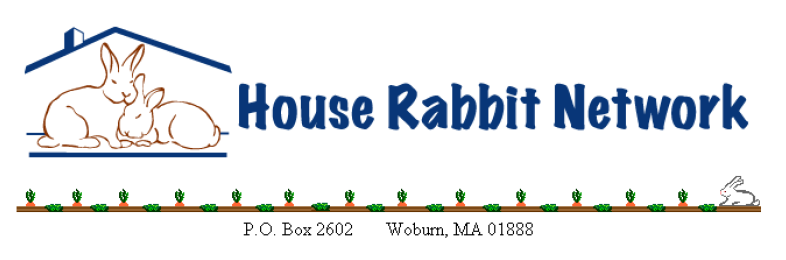 House Rabbit Network
P.O. Box 2602 Woburn, MA 01888